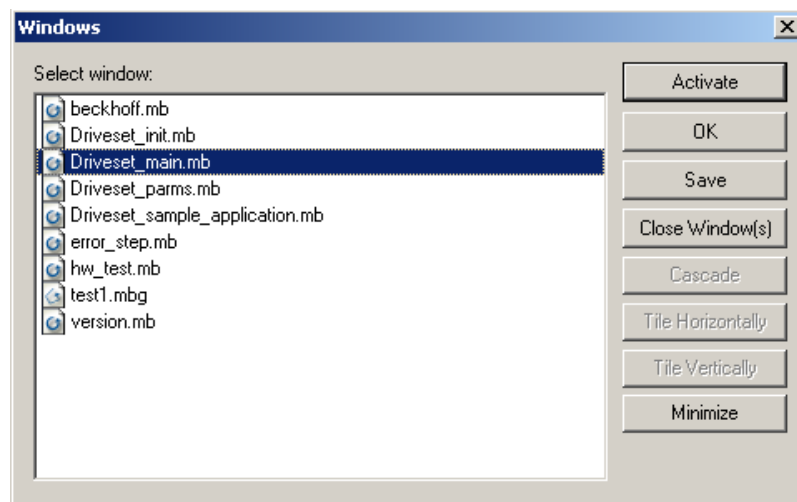 Windows
Select window:
beckhoff.mb
Driveset_init.mb
Driveset_main.mb
Driveset_parms.mb
Driveset_sample_application.mb
error_step.mb
hw_test.mb
test1.mbg
version.mb
Activate
OK
Save
Close Window(s)
Cascade
Tile Horizontally
Tile Vertically
Minimize